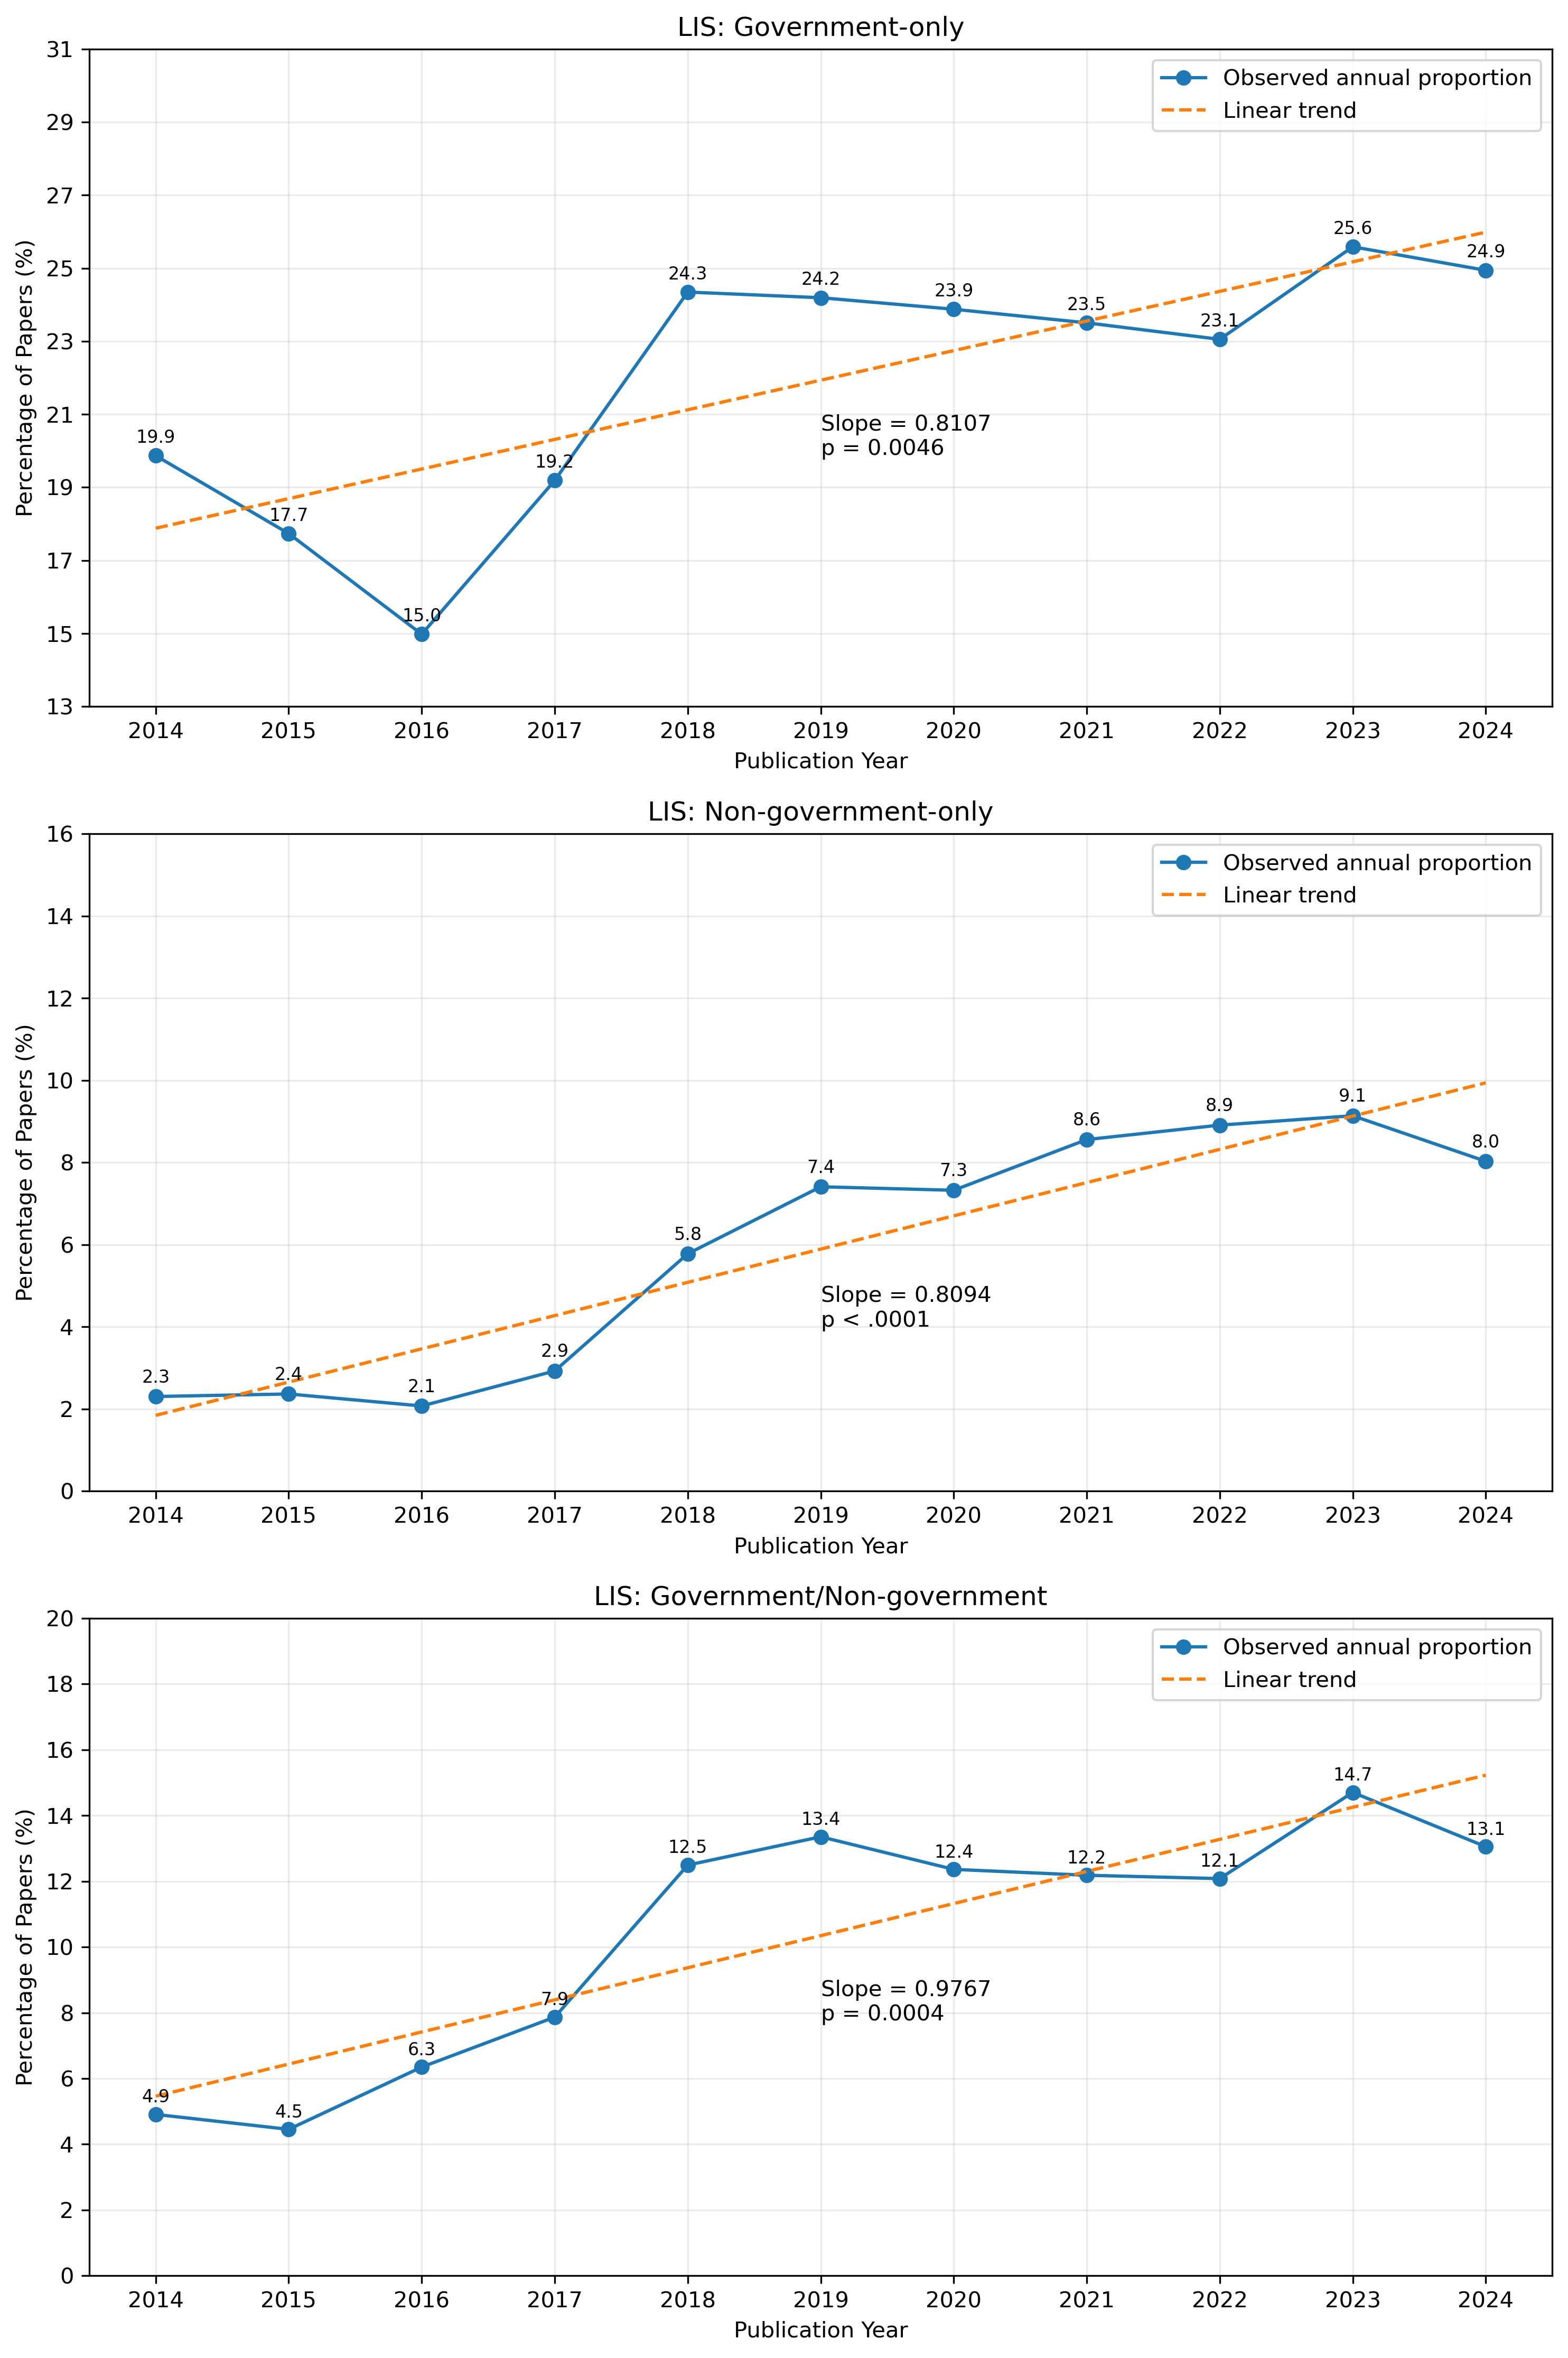 LIS: Government-only
Observed annual proportion
Linear trend
31
29
27
25
23
21
19
17
15
13
Percentage of Papers (%)
19.9
17.7
15.0
19.2
24.3
24.2
23.9
23.5
23.1
25.6
24.9
Slope = 0.8107
p = 0.0046
2014 2015 2016 2017 2018 2019 2020 2021 2022 2023 2024
Publication Year
LIS: Non-government-only
Observed annual proportion
Linear trend
16
14
12
10
8
6
4
2
0
Percentage of Papers (%)
2.3
2.4
2.1
2.9
5.8
7.4
7.3
8.6
8.9
9.1
8.0
Slope = 0.8094
p < .0001
2014 2015 2016 2017 2018 2019 2020 2021 2022 2023 2024
Publication Year
LIS: Government/Non-government
Observed annual proportion
Linear trend
20
18
16
14
12
10
8
6
4
2
0
Percentage of Papers (%)
4.9
4.5
6.3
7.9
12.5
13.4
12.4
12.2
12.1
14.7
13.1
Slope = 0.9767
p = 0.0004
2014 2015 2016 2017 2018 2019 2020 2021 2022 2023 2024
Publication Year